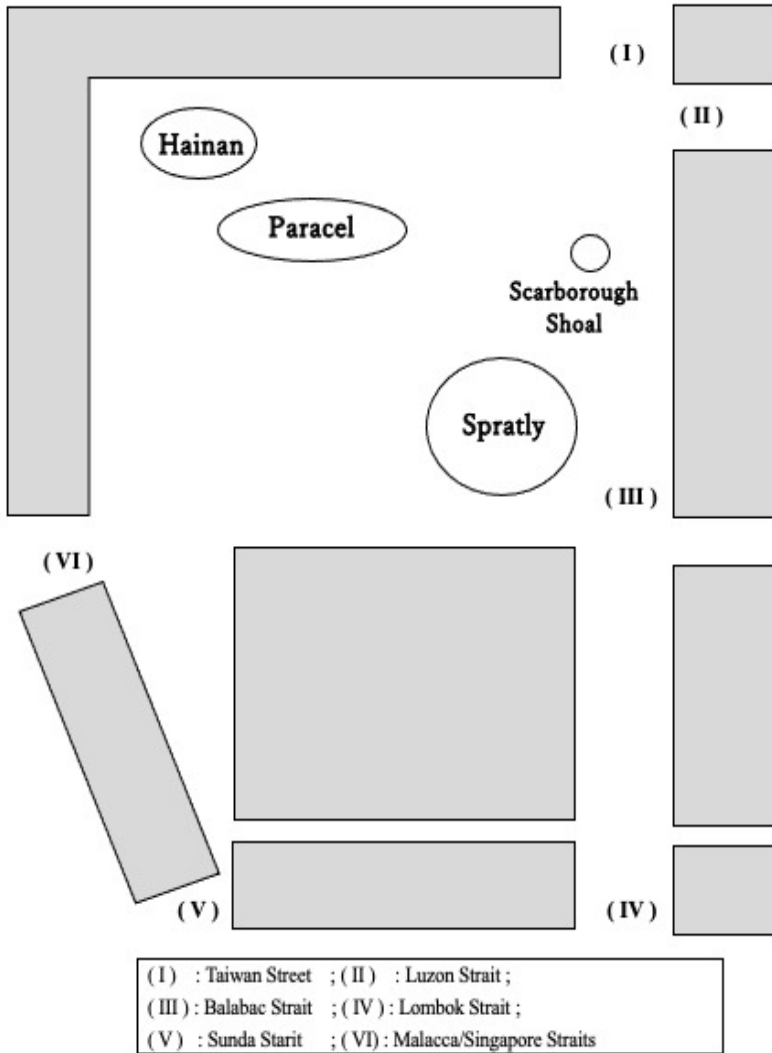 ( I )
( II )
Hainan
Paracel
Scarborough
Shoal
Spratly
( III )
( VI )
( V )
( IV )
( I ) : Taiwan Street ; ( II ) : Luzon Strait ;
( III ) : Balabac Strait ; ( IV ) : Lombok Strait ;
( V ) : Sunda Starit ; ( VI) : Malacca/Singapore Straits